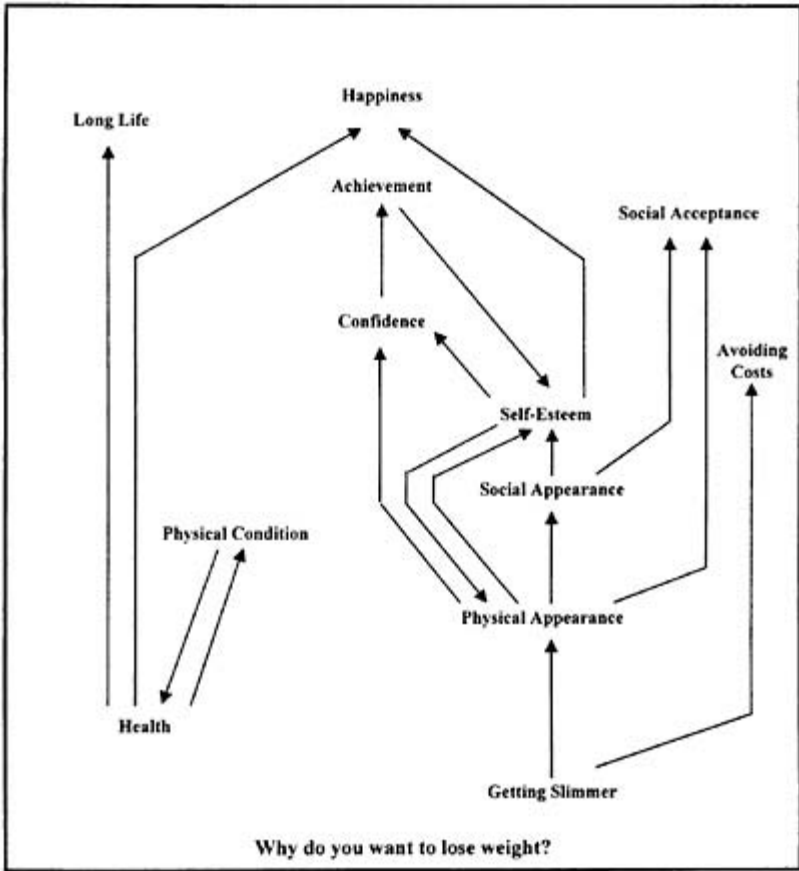 Happiness
Long Life
Achievement
Social Acceptance
Confidence
Avoiding
Costs
Self-Esteem
Social Appearance
Physical Condition
Physical Appearance
Health
Getting Slimmer
Why do you want to lose weight?